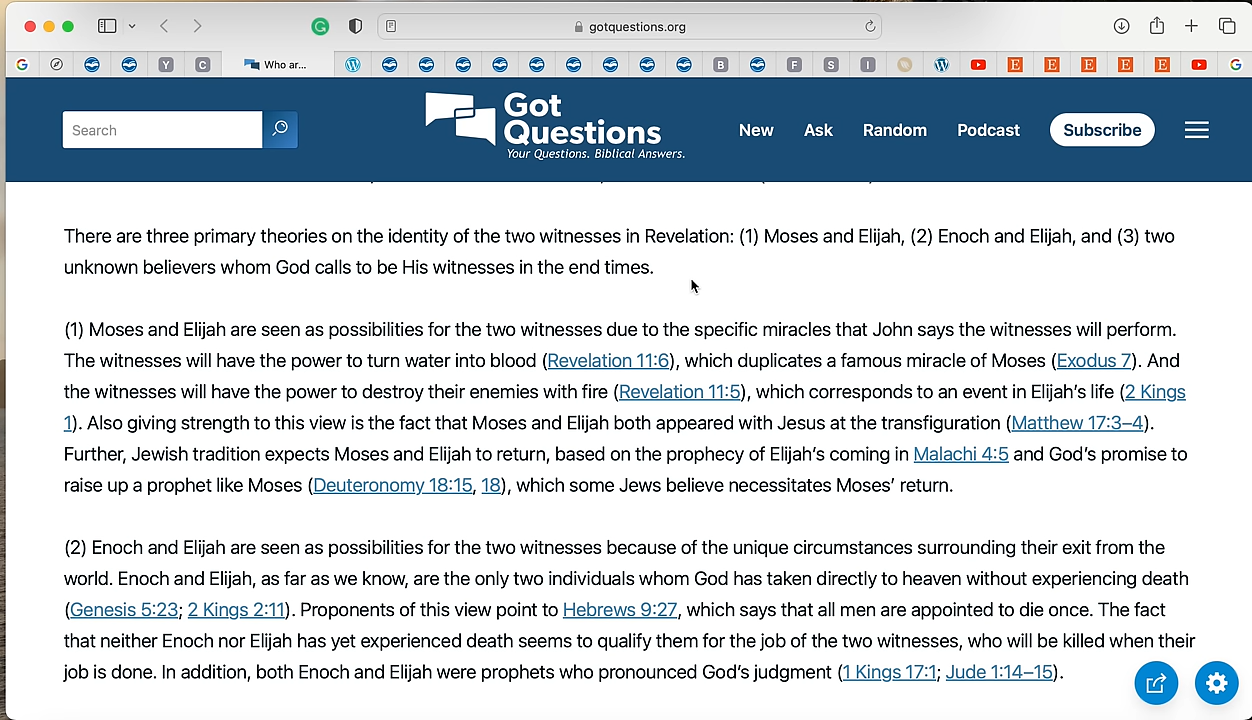 gotquestions.org
G Y C Who ar... B F S I E E E E E G
Search
Got
Questions
Your Questions. Biblical Answers.
New Ask Random Podcast Subscribe
There are three primary theories on the identity of the two witnesses in Revelation: (1) Moses and Elijah, (2) Enoch and Elijah, and (3) two
unknown believers whom God calls to be His witnesses in the end times.
(1) Moses and Elijah are seen as possibilities for the two witnesses due to the specific miracles that John says the witnesses will perform.
The witnesses will have the power to turn water into blood (Revelation 11:6), which duplicates a famous miracle of Moses (Exodus 7). And
the witnesses will have the power to destroy their enemies with fire (Revelation 11:5), which corresponds to an event in Elijah’s life (2 Kings
1). Also giving strength to this view is the fact that Moses and Elijah both appeared with Jesus at the transfiguration (Matthew 17:3–4).
Further, Jewish tradition expects Moses and Elijah to return, based on the prophecy of Elijah’s coming in Malachi 4:5 and God’s promise to
raise up a prophet like Moses (Deuteronomy 18:15, 18), which some Jews believe necessitates Moses’ return.
(2) Enoch and Elijah are seen as possibilities for the two witnesses because of the unique circumstances surrounding their exit from the
world. Enoch and Elijah, as far as we know, are the only two individuals whom God has taken directly to heaven without experiencing death
(Genesis 5:23; 2 Kings 2:11). Proponents of this view point to Hebrews 9:27, which says that all men are appointed to die once. The fact
that neither Enoch nor Elijah has yet experienced death seems to qualify them for the job of the two witnesses, who will be killed when their
job is done. In addition, both Enoch and Elijah were prophets who pronounced God’s judgment (1 Kings 17:1; Jude 1:14–15).